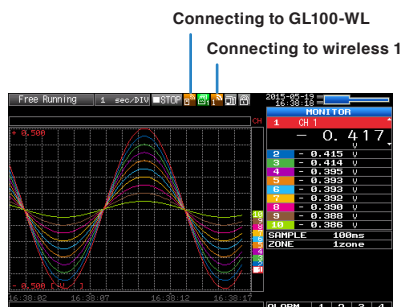 Connecting to GL100-WL
Connecting to wireless 1
Free Running 1 sec/DIV STOP
2015-05-19
16:38:18
CH
MONITOR
1 CH 1
- 0.417
V
2 - 0.415 V
3 - 0.414 V
4 - 0.395 V
5 - 0.393 V
6 - 0.393 V
7 - 0.392 V
8 - 0.390 V
9 - 0.388 V
10 - 0.386 V
SAMPLE 100ms
ZONE 1zone
+ 0.500
- 0.500 [ V ]
10
16:38:02 16:38:07 16:38:12 16:38:17
ALARM 1 2 3 4